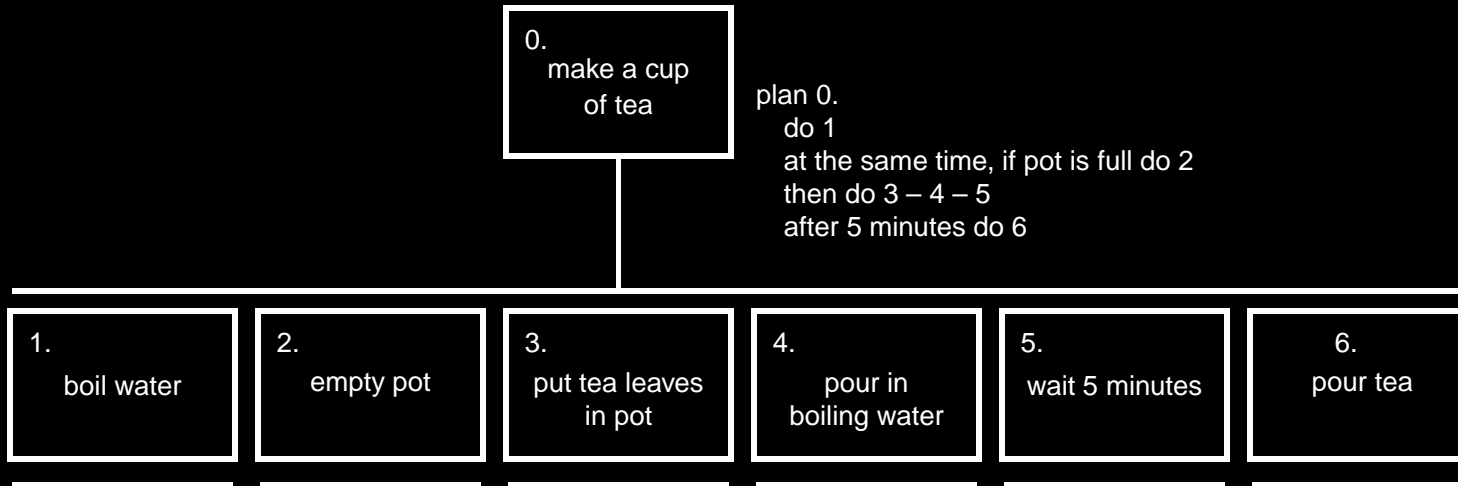 0.
make a cup
of tea
plan 0.
do 1
at the same time, if pot is full do 2
then do 3 – 4 – 5
after 5 minutes do 6
1.
boil water
2.
empty pot
3.
put tea leaves
in pot
4.
pour in
boiling water
5.
wait 5 minutes
6.
pour tea